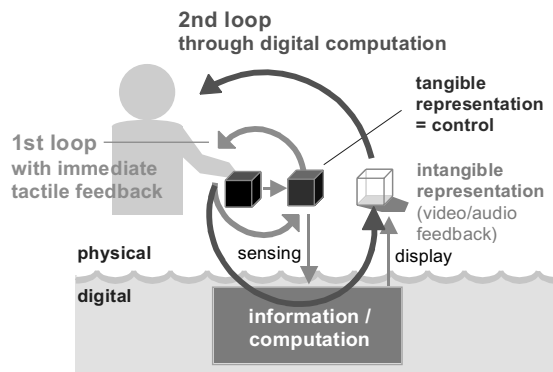 2nd loop
through digital computation
tangible
representation
= control
1st loop
with immediate
tactile feedback
intangible
representation
(video/audio
feedback)
physical
sensing
display
digital
information /
computation